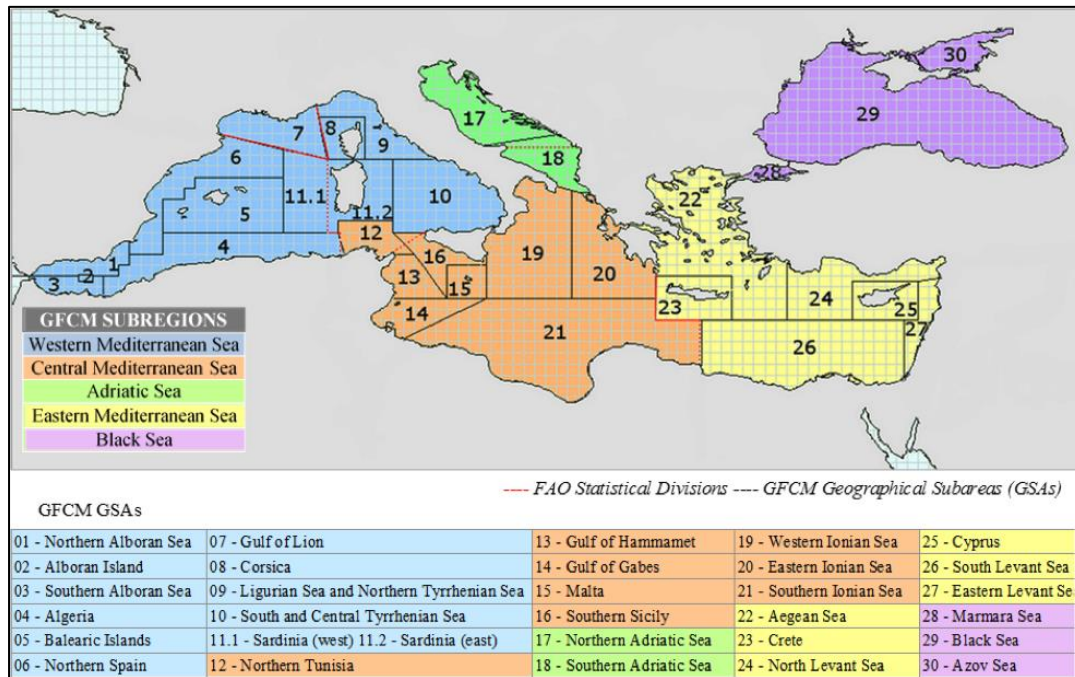 30
17
29
8
7
9
18
28
6
22
11.1
10
5
11.2
12
4
16
19
1
13
20
2
15
24
3
23
25
14
27
21
26
GFCM SUBREGIONS
Western Mediterranean Sea
Central Mediterranean Sea
Adriatic Sea
Eastern Mediterranean Sea
Black Sea
---- FAO Statistical Divisions ---- GFCM Geographical Subareas (GSAs)
GFCM GSAs
01 - Northern Alboran Sea 07 - Gulf of Lion 13 - Gulf of Hammamet 19 - Western Ionian Sea 25 - Cyprus
02 - Alboran Island 08 - Corsica 14 - Gulf of Gabes 20 - Eastern Ionian Sea 26 - South Levant Sea
03 - Southern Alboran Sea 09 - Ligurian Sea and Northern Tyrrhenian Sea 15 - Malta 21 - Southern Ionian Sea 27 - Eastern Levant Se
04 - Algeria 10 - South and Central Tyrrhenian Sea 16 - Southern Sicily 22 - Aegean Sea 28 - Marmara Sea
05 - Balearic Islands 11.1 - Sardinia (west) 11.2 - Sardinia (east) 17 - Northern Adriatic Sea 23 - Crete 29 - Black Sea
06 - Northern Spain 12 - Northern Tunisia 18 - Southern Adriatic Sea 24 - North Levant Sea 30 - Azov Sea